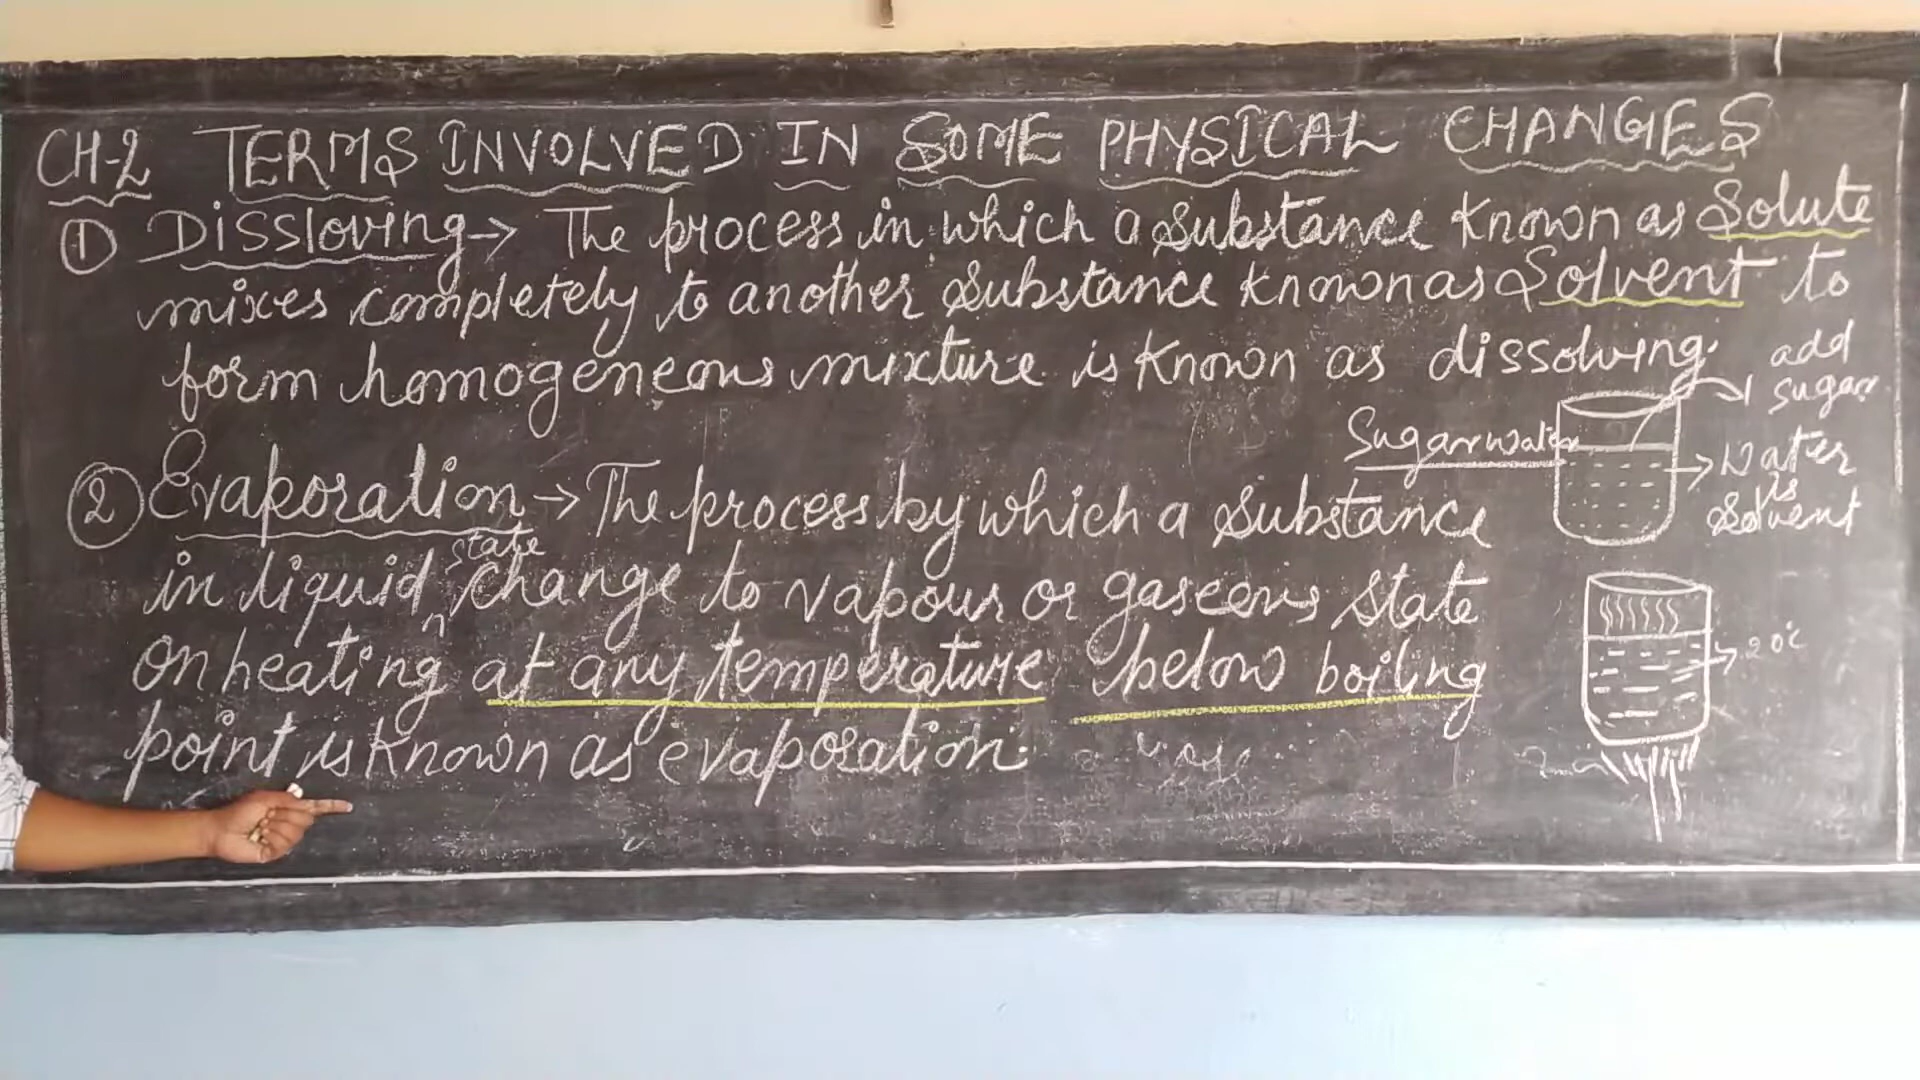 CH-2 TERMS INVOLVED IN SOME PHYSICAL CHANGES
① Dissloving → The process in which a substance known as Solute
mixes completely to another substance known as Solvent to
form homogeneous mixture is known as dissolving.
add
sugar
Sugar water
Water
is
Solvent
② Evaporation → The process by which a substance
state
in liquid ^ change to vapour or gaseous state
on heating at any temperature below boiling
20°C
point is known as evaporation.